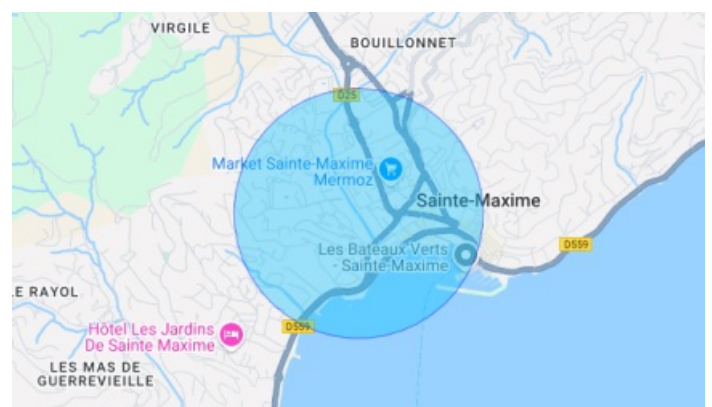 VIRGILE
BOUILLONNET
D25
Market Sainte-Maxime
Mermoz
Sainte-Maxime
D559
Les Bateaux Verts
- Sainte Maxime
LE RAYOL
D559
Hôtel Les Jardins
De Sainte Maxime
LES MAS DE
GUERREVIEILLE